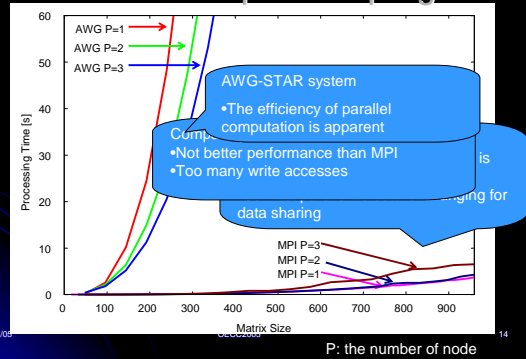 60
50
40
30
20
10
0
Processing Time [s]
AWG P=1
AWG P=2
AWG P=3
AWG-STAR system
•The efficiency of parallel
computation is apparent
•Not better performance than MPI
•Too many write accesses
is
for
data sharing
MPI P=3
MPI P=2
MPI P=1
0 100 200 300 400 500 600 700 800 900
Matrix Size
14
P: the number of node